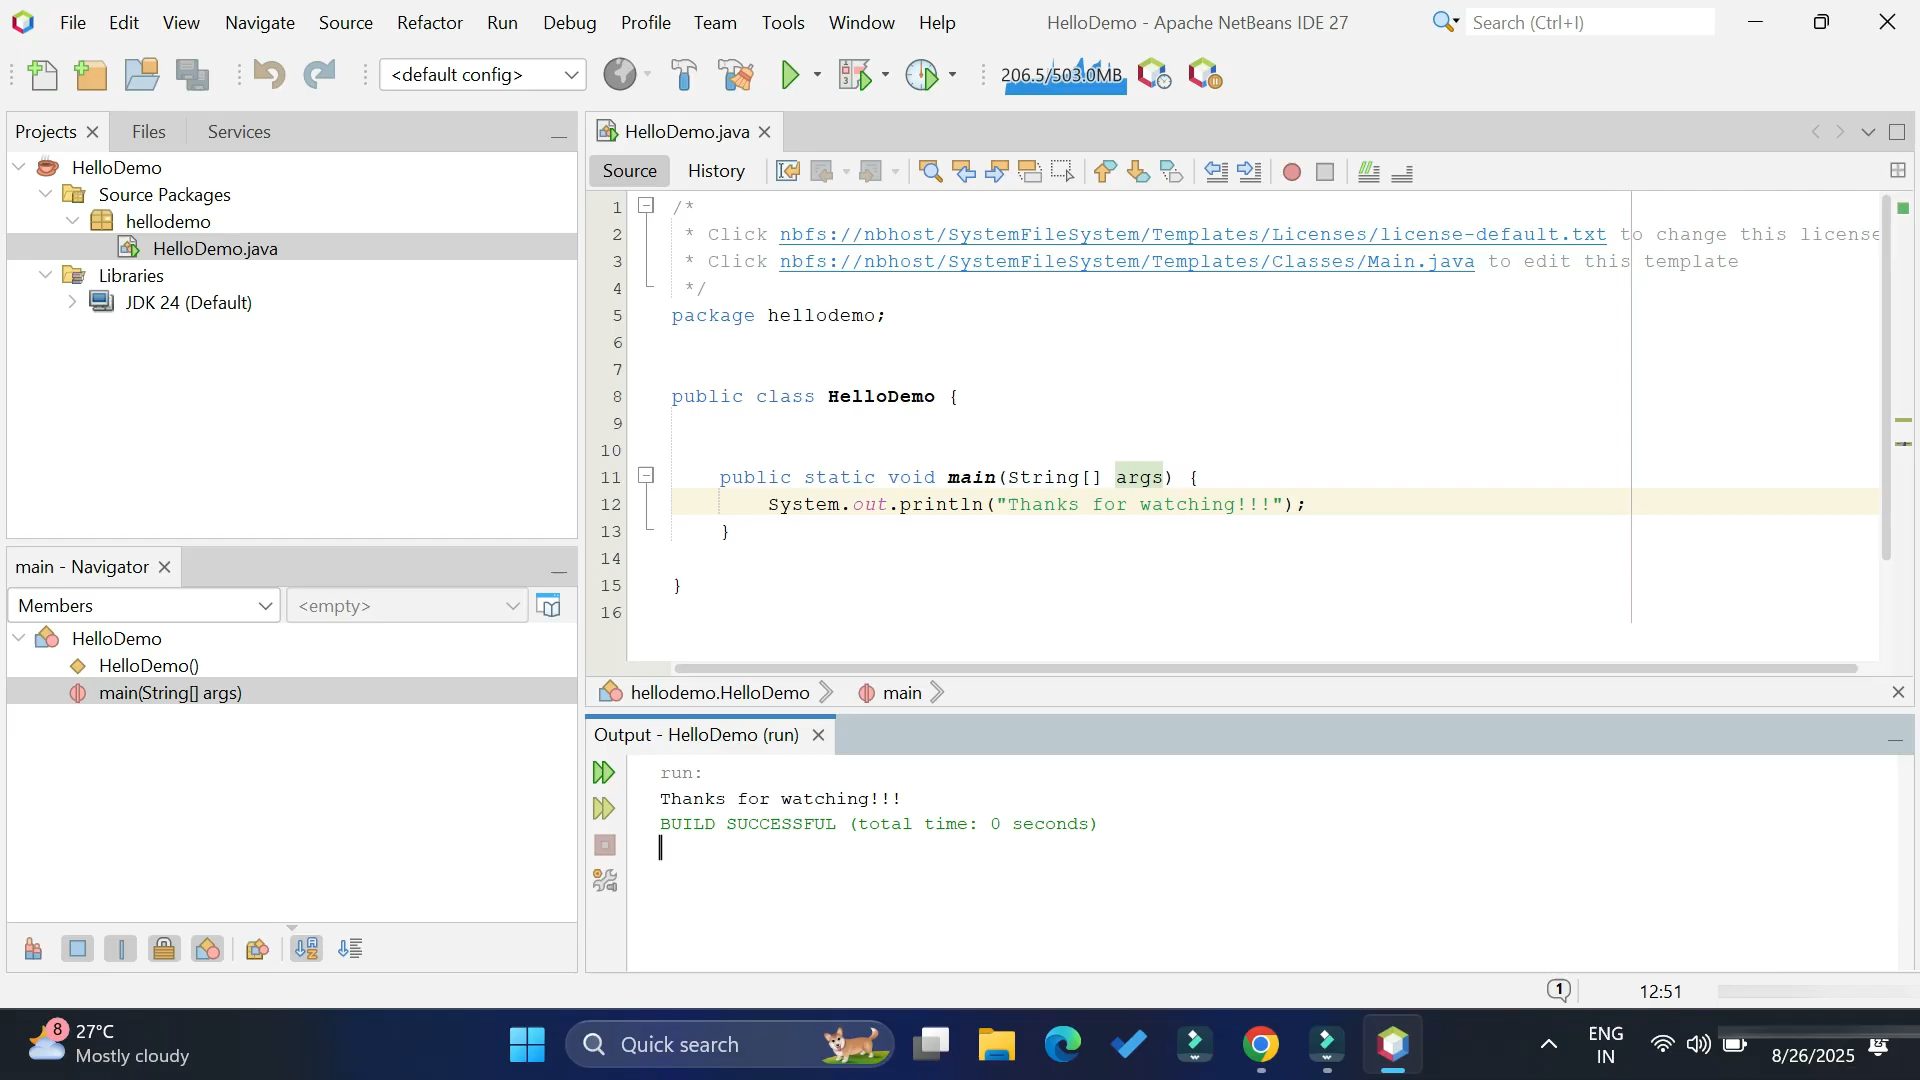 File Edit View Navigate Source Refactor Run Debug Profile Team Tools Window Help HelloDemo - Apache NetBeans IDE 27 Search (Ctrl+I)
<default config> 206.5/503.0MB
Projects Files Services
HelloDemo
Source Packages
hellodemo
HelloDemo.java
Libraries
JDK 24 (Default)
main - Navigator
Members <empty>
HelloDemo
HelloDemo()
main(String[] args)
HelloDemo.java
Source History
1 /*
2 * Click nbfs://nbhost/SystemFileSystem/Templates/Licenses/license-default.txt to change this license
3 * Click nbfs://nbhost/SystemFileSystem/Templates/Classes/Main.java to edit this template
4 */
5 package hellodemo;
6
7
8 public class HelloDemo {
9
10
11 public static void main(String[] args) {
12 System.out.println("Thanks for watching!!!");
13 }
14
15 }
16
hellodemo.HelloDemo main
Output - HelloDemo (run)
run:
Thanks for watching!!!
BUILD SUCCESSFUL (total time: 0 seconds)
1 12:51
8 27°C
Mostly cloudy
Quick search
ENG
IN
8/26/2025